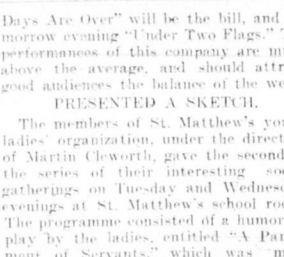 Days Are Over" will be the bill, and
morrow evening "Under Two Flags."
performances of this company are mu
above the average, and should attr
good audiences the balance of the we
PRESENTED A SKETCH.
The members of St. Matthew's you
ladies' organization, under the direct
of Martin Cleworth, gave the second
the series of their interesting soc
gatherings on Tuesday and Wednesd
evenings at St. Matthew's school roo
The programme consisted of a humor
play by the ladies, entitled "A Par
ment of Servants," which was